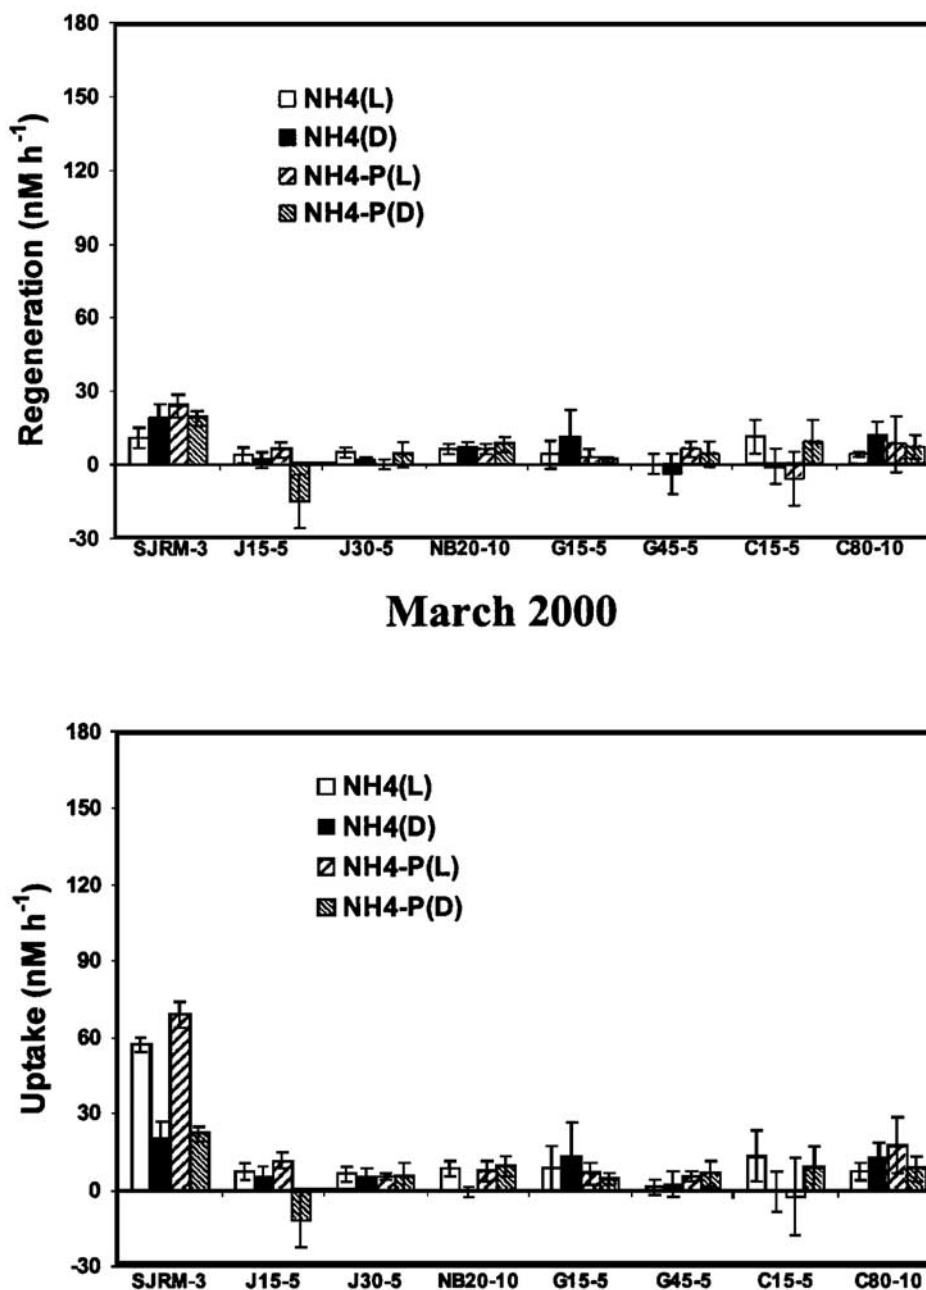 180
150
120
90
60
30
0
-30
Regeneration (nM h-1)
NH4(L)
NH4(D)
NH4-P(L)
NH4-P(D)
SJRM-3 J15-5 J30-5 NB20-10 G15-5 G45-5 C15-5 C80-10
March 2000
180
150
120
90
60
30
0
-30
Uptake (nM h-1)
NH4(L)
NH4(D)
NH4-P(L)
NH4-P(D)
SJRM-3 J15-5 J30-5 NB20-10 G15-5 G45-5 C15-5 C80-10